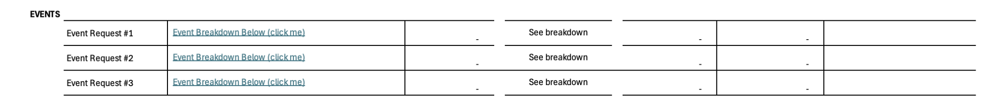 EVENTS
Event Request #1 Event Breakdown Below (click me) - See breakdown - -
Event Request #2 Event Breakdown Below (click me) - See breakdown - -
Event Request #3 Event Breakdown Below (click me) - See breakdown - -